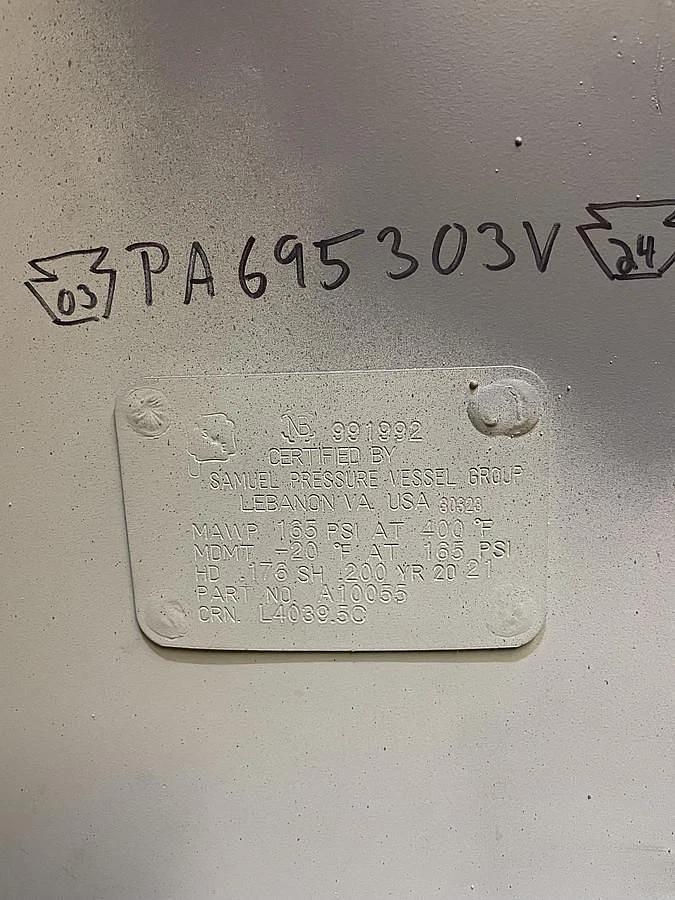 03 PA695303V 24
NB 991992
U
CERTIFIED BY
SAMUEL PRESSURE VESSEL GROUP
LEBANON VA. USA 30323
MAWP 165 PSI AT 400 °F
MDMT -20 °F AT 165 PSI
HD .176 SH .200 YR 2021
PART NO. A10055
CRN. L4039.5C